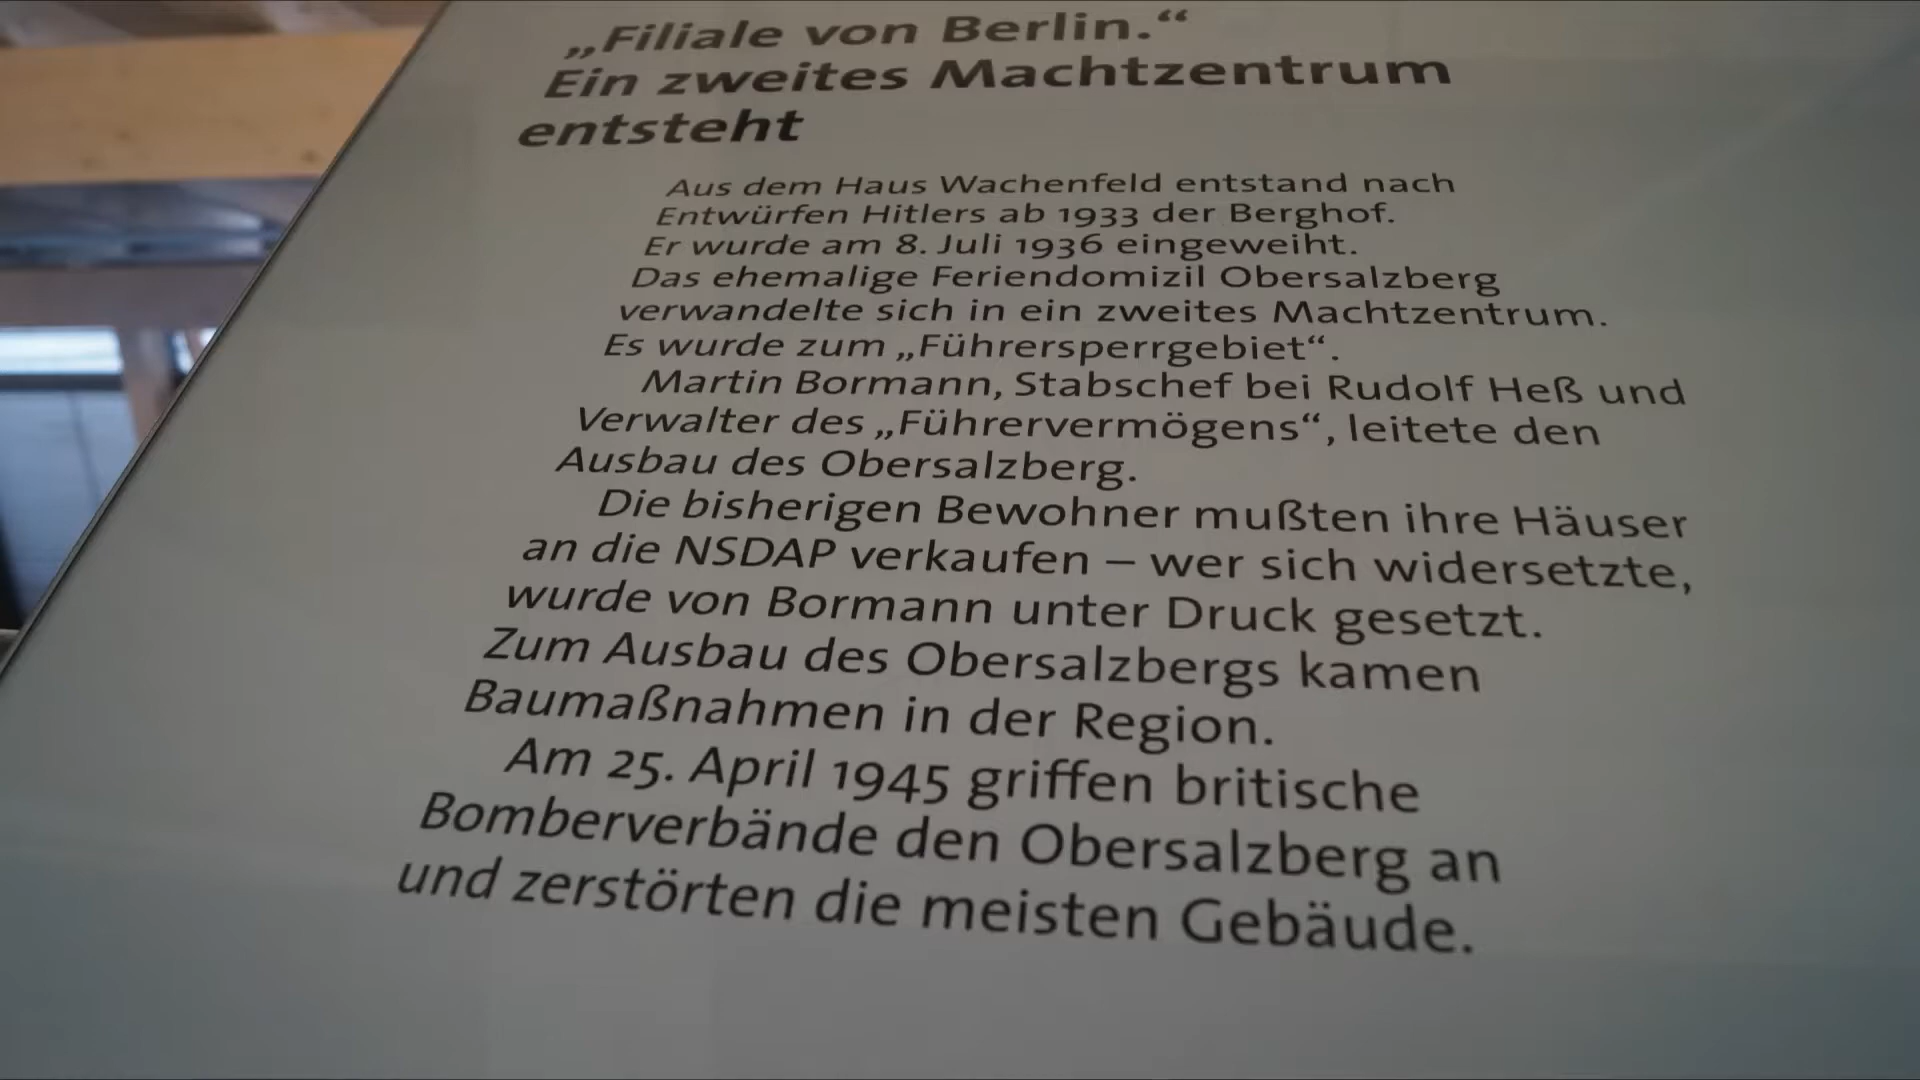 „Filiale von Berlin.“
Ein zweites Machtzentrum
entsteht
Aus dem Haus Wachenfeld entstand nach
Entwürfen Hitlers ab 1933 der Berghof.
Er wurde am 8. Juli 1936 eingeweiht.
Das ehemalige Feriendomizil Obersalzberg
verwandelte sich in ein zweites Machtzentrum.
Es wurde zum „Führersperrgebiet“.
Martin Bormann, Stabschef bei Rudolf Heß und
Verwalter des „Führervermögens“, leitete den
Ausbau des Obersalzberg.
Die bisherigen Bewohner mußten ihre Häuser
an die NSDAP verkaufen – wer sich widersetzte,
wurde von Bormann unter Druck gesetzt.
Zum Ausbau des Obersalzbergs kamen
Baumaßnahmen in der Region.
Am 25. April 1945 griffen britische
Bomberverbände den Obersalzberg an
und zerstörten die meisten Gebäude.